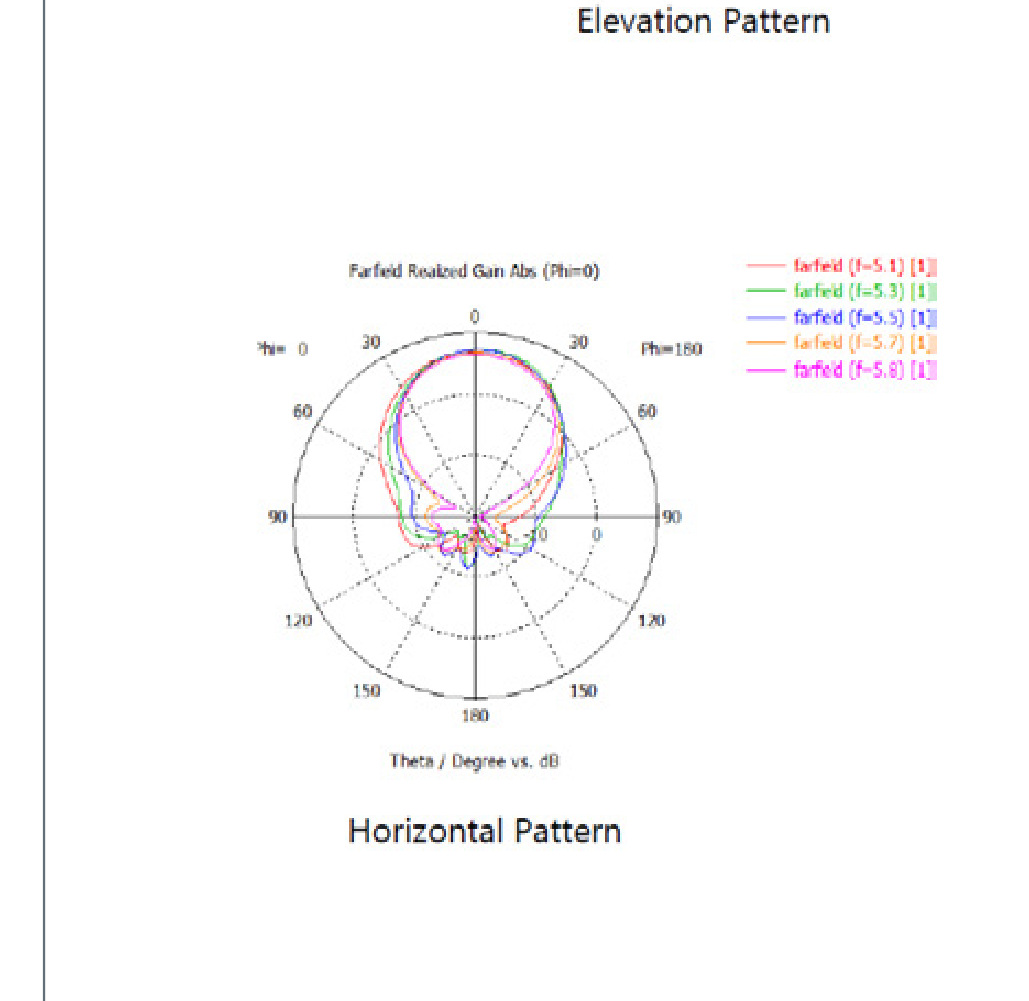 Elevation Pattern
Farfield Realized Gain Abs (Phi=0)
farfield (f=5.1) [1]
farfield (f=5.3) [1]
farfield (f=5.5) [1]
farfield (f=5.7) [1]
farfield (f=5.8) [1]
0
30
30
Phi= 0
Phi=180
60
60
90
90
0
120
120
150
150
180
Theta / Degree vs. dB
Horizontal Pattern